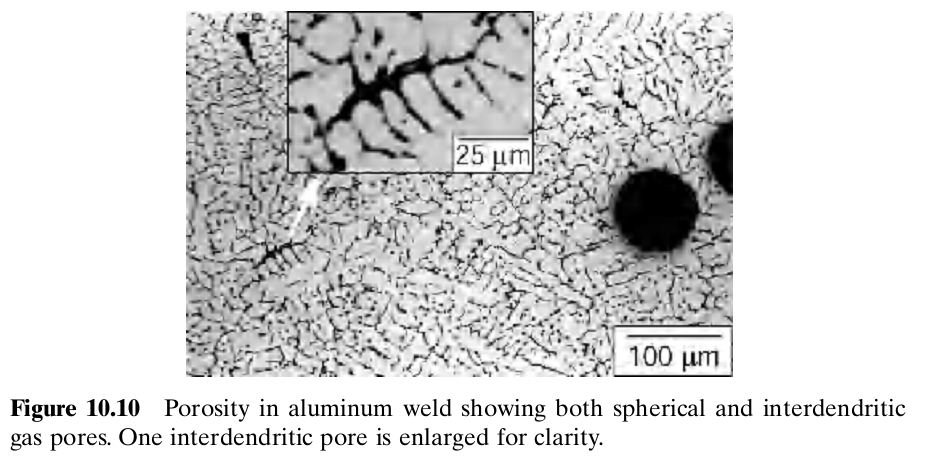 25 μm
100 μm
Figure 10.10 Porosity in aluminum weld showing both spherical and interdendritic
gas pores. One interdendritic pore is enlarged for clarity.